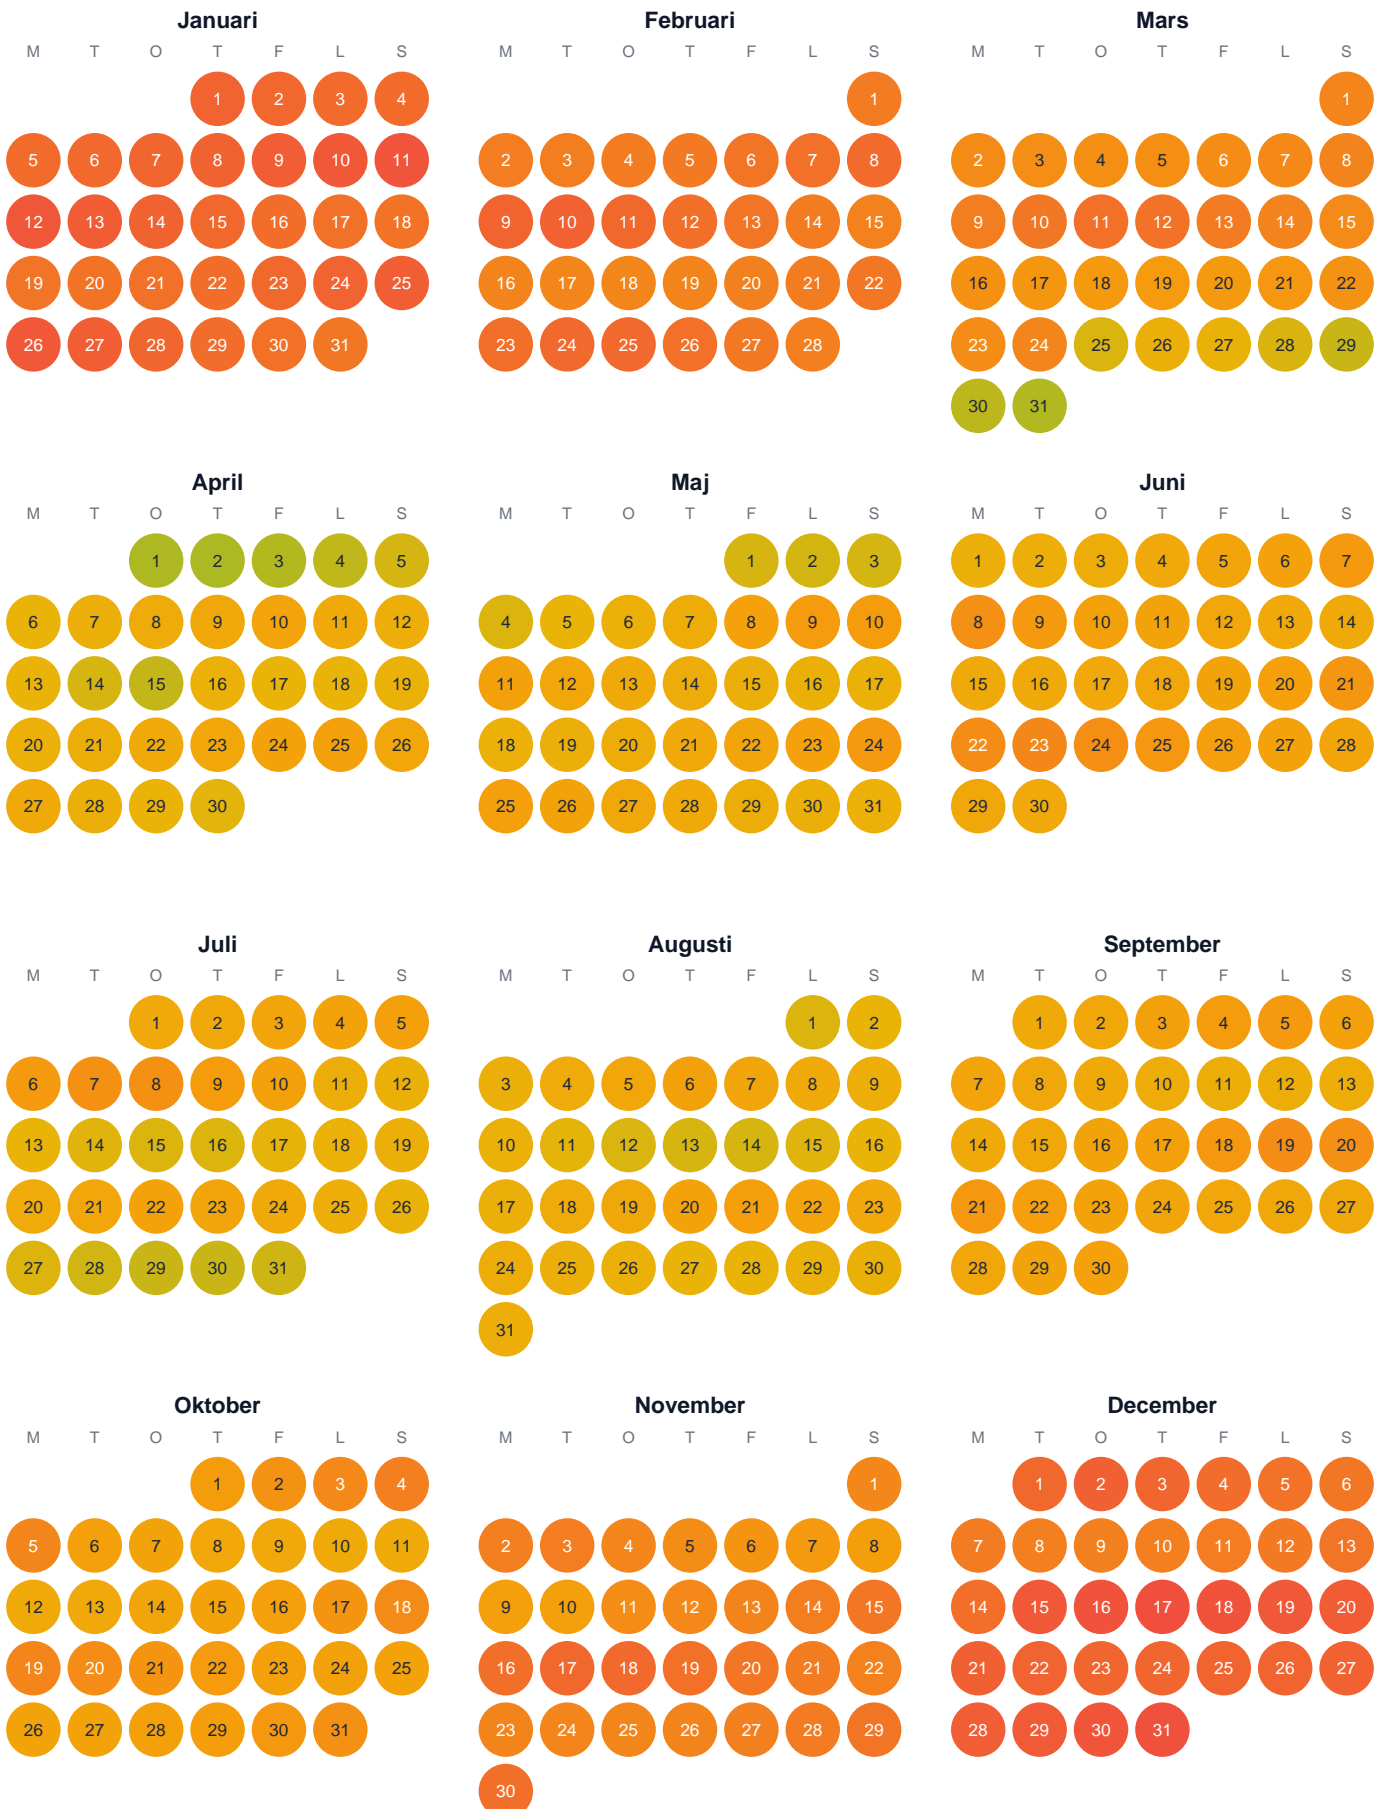 Januari Februari Mars
M T O T F L S M T O T F L S M T O T F L S
1 2 3 4 1 1
5 6 7 8 9 10 11 2 3 4 5 6 7 8 2 3 4 5 6 7 8
12 13 14 15 16 17 18 9 10 11 12 13 14 15 9 10 11 12 13 14 15
19 20 21 22 23 24 25 16 17 18 19 20 21 22 16 17 18 19 20 21 22
26 27 28 29 30 31 23 24 25 26 27 28 23 24 25 26 27 28 29
30 31
April Maj Juni
M T O T F L S M T O T F L S M T O T F L S
1 2 3 4 5 1 2 3 1 2 3 4 5 6 7
6 7 8 9 10 11 12 4 5 6 7 8 9 10 8 9 10 11 12 13 14
13 14 15 16 17 18 19 11 12 13 14 15 16 17 15 16 17 18 19 20 21
20 21 22 23 24 25 26 18 19 20 21 22 23 24 22 23 24 25 26 27 28
27 28 29 30 25 26 27 28 29 30 31 29 30
Juli Augusti September
M T O T F L S M T O T F L S M T O T F L S
1 2 3 4 5 1 2 1 2 3 4 5 6
6 7 8 9 10 11 12 3 4 5 6 7 8 9 7 8 9 10 11 12 13
13 14 15 16 17 18 19 10 11 12 13 14 15 16 14 15 16 17 18 19 20
20 21 22 23 24 25 26 17 18 19 20 21 22 23 21 22 23 24 25 26 27
27 28 29 30 31 24 25 26 27 28 29 30 28 29 30
31
Oktober November December
M T O T F L S M T O T F L S M T O T F L S
1 2 3 4 1 1 2 3 4 5 6
5 6 7 8 9 10 11 2 3 4 5 6 7 8 7 8 9 10 11 12 13
12 13 14 15 16 17 18 9 10 11 12 13 14 15 14 15 16 17 18 19 20
19 20 21 22 23 24 25 16 17 18 19 20 21 22 21 22 23 24 25 26 27
26 27 28 29 30 31 23 24 25 26 27 28 29 28 29 30 31
30